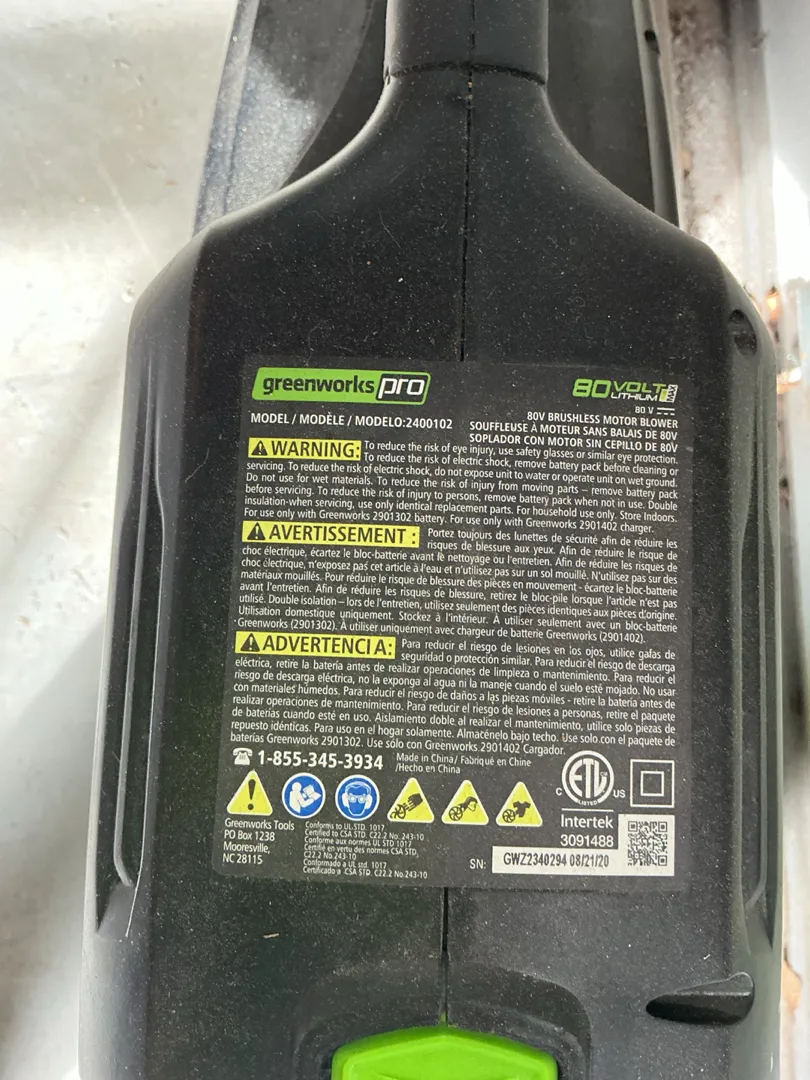 greenworks pro
80 VOLT
LITHIUM MAX
80 V
MODEL / MODÈLE / MODELO:2400102
80V BRUSHLESS MOTOR BLOWER
SOUFFLEUSE À MOTEUR SANS BALAIS DE 80V
SOPLADOR CON MOTOR SIN CEPILLO DE 80V
WARNING: To reduce the risk of eye injury, use safety glasses or similar eye protection.
To reduce the risk of electric shock, remove battery pack before cleaning or
servicing. To reduce the risk of electric shock, do not expose unit to water or operate unit on wet ground.
Do not use for wet materials. To reduce the risk of injury from moving parts – remove battery pack
before servicing. To reduce the risk of injury to persons, remove battery pack when not in use. Double
insulation-when servicing, use only identical replacement parts. For household use only. Store Indoors.
For use only with Greenworks 2901302 battery. For use only with Greenworks 2901402 charger.
AVERTISSEMENT : Portez toujours des lunettes de sécurité afin de réduire les
risques de blessure aux yeux. Afin de réduire le risque de
choc électrique, écartez le bloc-batterie avant le nettoyage ou l'entretien. Afin de réduire les risques de
choc électrique, n'exposez pas cet article à l'eau et n'utilisez pas sur un sol mouillé. N'utilisez pas sur des
matériaux mouillés. Pour réduire le risque de blessure des pièces en mouvement - écartez le bloc-batterie
avant l'entretien. Afin de réduire les risques de blessure, retirez le bloc-pile lorsque l'article n'est pas
utilisé. Double isolation – lors de l'entretien, utilisez seulement des pièces identiques aux pièces d'origine.
Utilisation domestique uniquement. Stockez à l'intérieur. À utiliser seulement avec un bloc-batterie
Greenworks (2901302). À utiliser uniquement avec chargeur de batterie Greenworks (2901402).
ADVERTENCIA: Para reducir el riesgo de lesiones en los ojos, utilice gafas de
seguridad o protección similar. Para reducir el riesgo de descarga
eléctrica, retire la batería antes de realizar operaciones de limpieza o mantenimiento. Para reducir el
riesgo de descarga eléctrica, no la exponga al agua ni la maneje cuando el suelo esté mojado. No usar
con materiales húmedos. Para reducir el riesgo de daños a las piezas móviles - retire la batería antes de
realizar operaciones de mantenimiento. Para reducir el riesgo de lesiones a personas, retire el paquete
de baterías cuando esté en uso. Aislamiento doble al realizar el mantenimiento, utilice solo piezas de
repuesto idénticas. Para uso en el hogar solamente. Almacénelo bajo techo. Use solo con el paquete de
baterías Greenworks 2901302. Use sólo con Greenworks 2901402 Cargador.
1-855-345-3934
Made in China/ Fabriqué en Chine
/Hecho en China
C ETL US
LISTED
Greenworks Tools
PO Box 1238
Mooresville,
NC 28115
Conforms to UL STD. 1017
Certified to CSA STD. C22.2 No.243-10
Conforme aux normes UL STD 1017
Certifié en vertu des normes CSA STD.
C22.2 No.243-10
Conformado a UL std. 1017
Certificado a CSA STD. C22.2 No.243-10
Intertek
3091488
SN: GWZ2340294 08/21/20